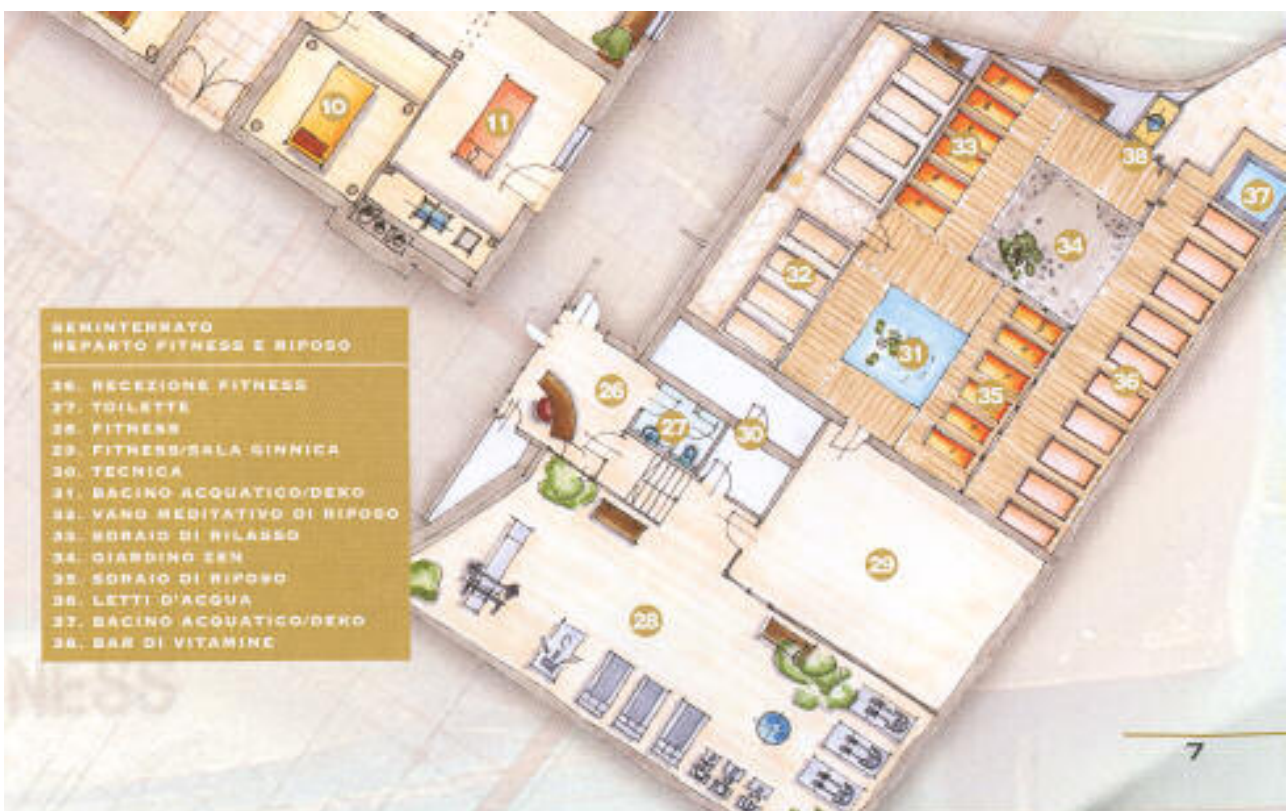 10
11
33
38
37
34
32
31
36
35
26
27
30
29
28
SEMINTERRATO
REPARTO FITNESS E RIPOSO
26. RECEZIONE FITNESS
27. TOILETTE
28. FITNESS
29. FITNESS/SALA GINNICA
30. TECNICA
31. BACINO ACQUATICO/DEKO
32. VANO MEDITATIVO DI RIPOSO
33. SDRAIO DI RILASSO
34. GIARDINO ZEN
35. SDRAIO DI RIPOSO
36. LETTI D'ACQUA
37. BACINO ACQUATICO/DEKO
38. BAR DI VITAMINE
NESS
7